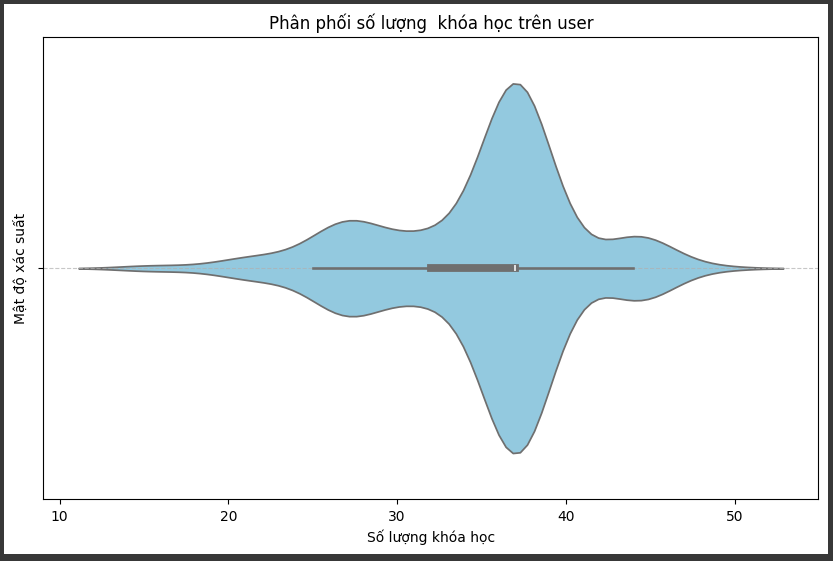 Phân phối số lượng  khóa học trên user
Mật độ xác suất
10 20 30 40 50
Số lượng khóa học